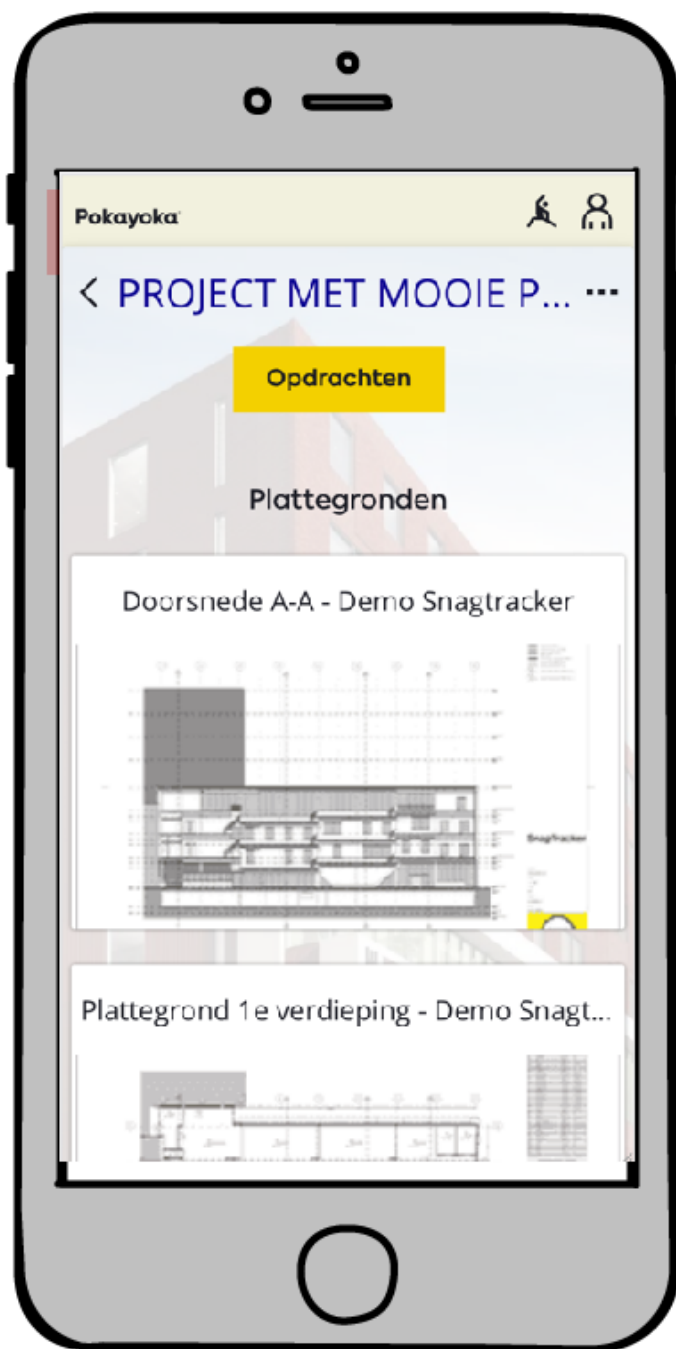 Pokayoka
PROJECT MET MOOIE P...
Opdrachten
Plattegronden
Doorsnede A-A - Demo Snagtracker
SnagTracker
Plattegrond 1e verdieping - Demo Snagt...